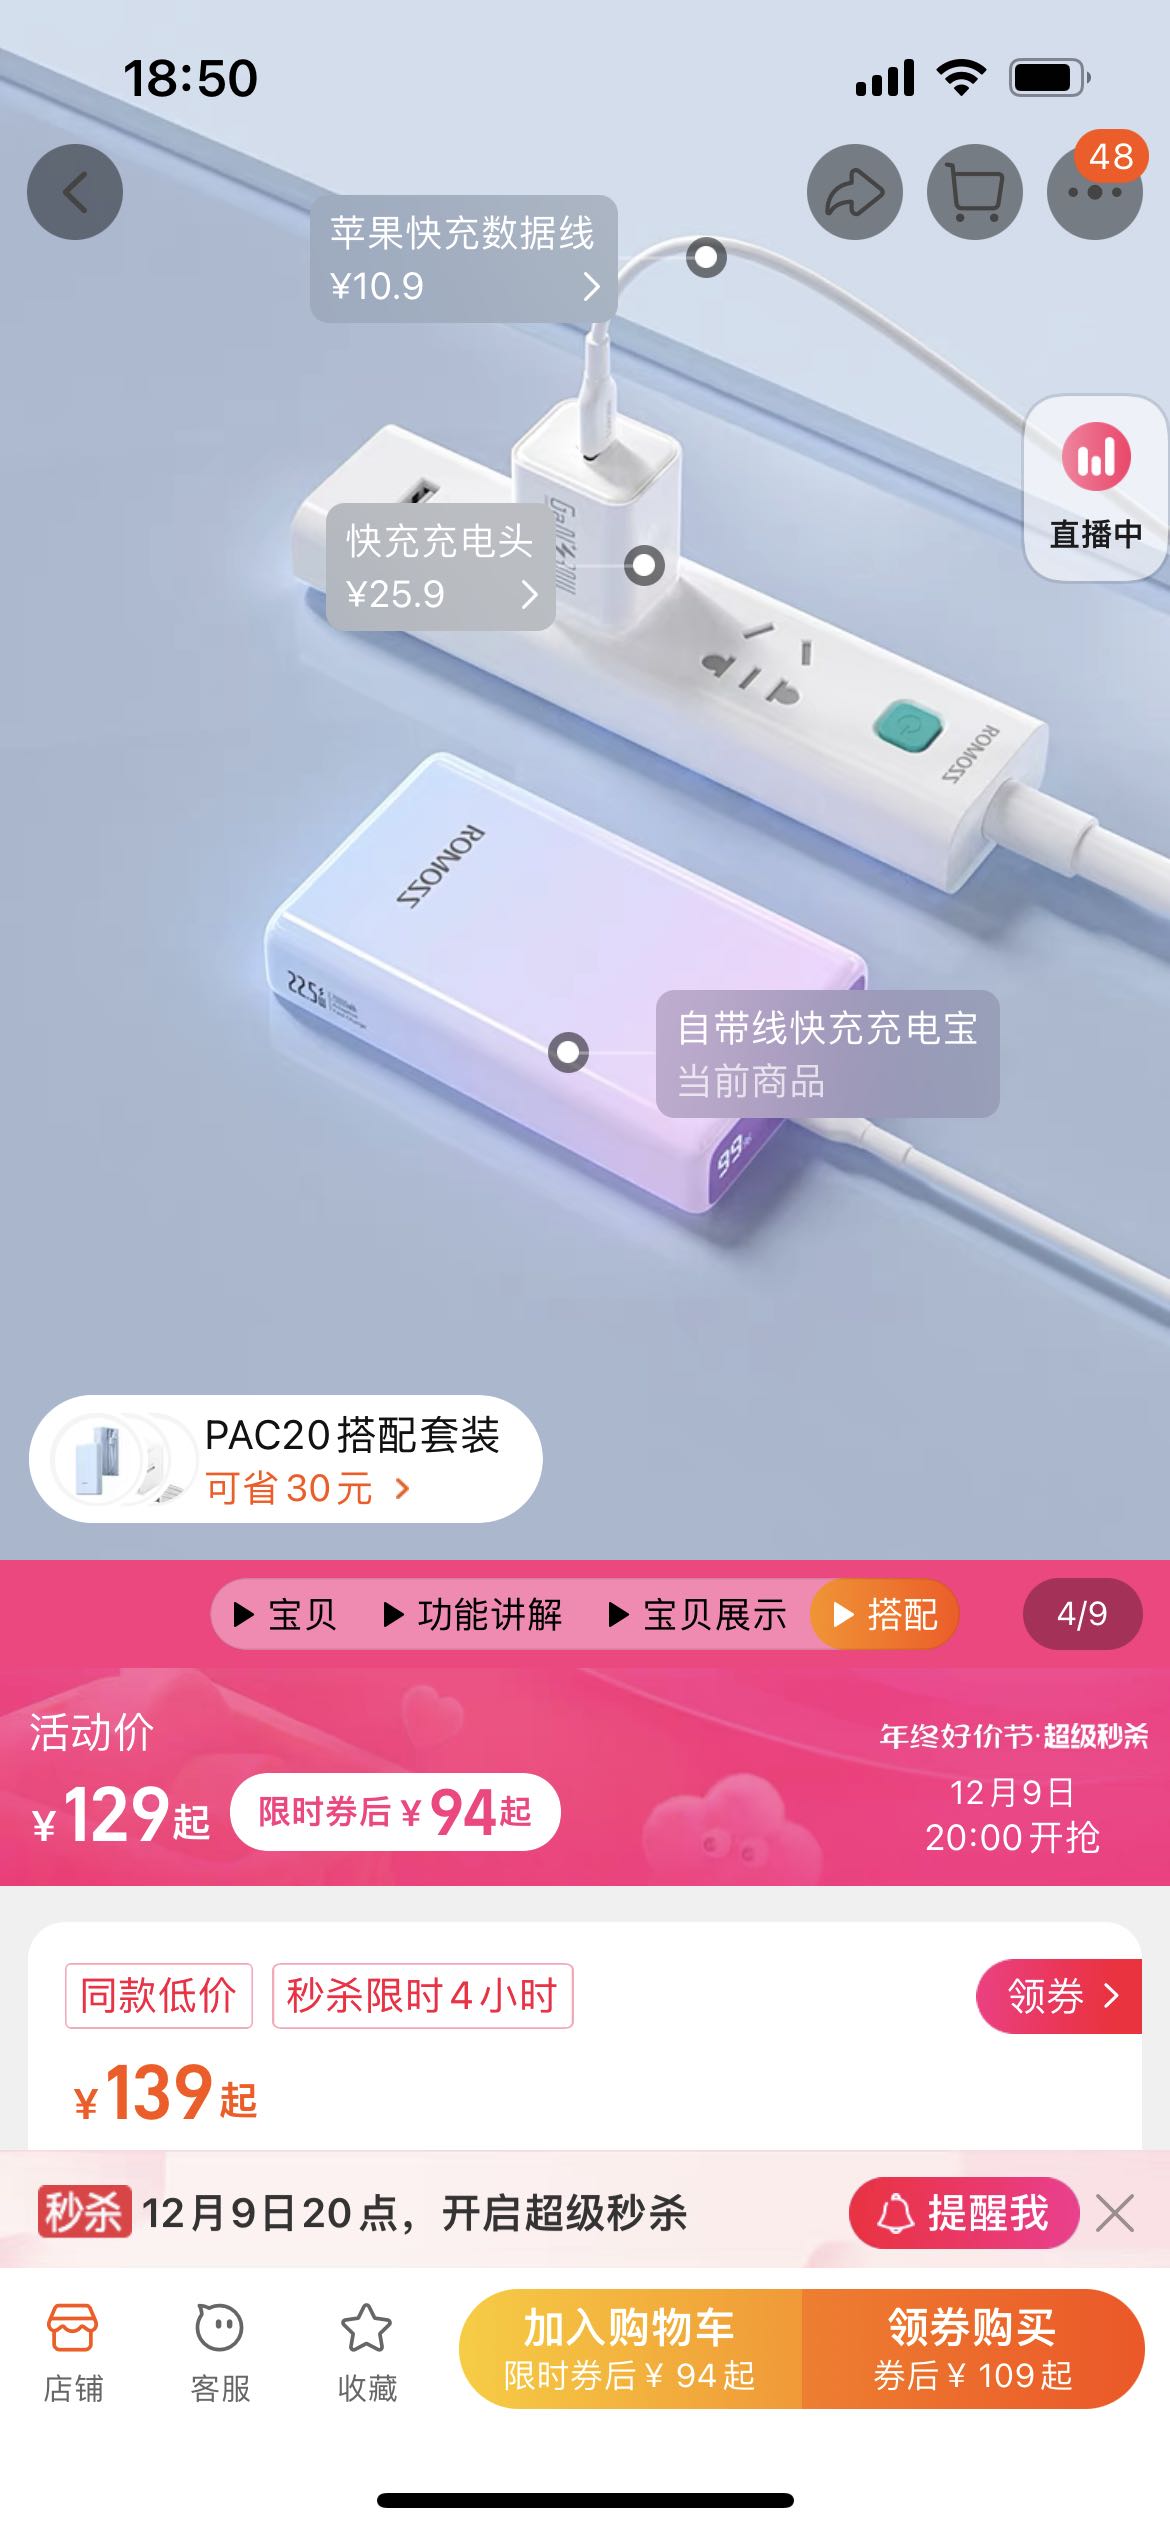 18:50
48
苹果快充数据线
¥10.9
直播中
快充充电头
¥25.9
ROMOSS
ROMOSS
22.5
自带线快充充电宝
当前商品
99%
PAC20搭配套装
可省30元
宝贝
功能讲解
宝贝展示
搭配
4/9
活动价
年终好价节·超级秒杀
¥129起
限时券后¥94起
12月9日
20:00开抢
同款低价
秒杀限时4小时
领券
¥139起
秒杀 12月9日20点，开启超级秒杀
提醒我
店铺
客服
收藏
加入购物车
限时券后¥ 94起
领券购买
券后¥ 109起